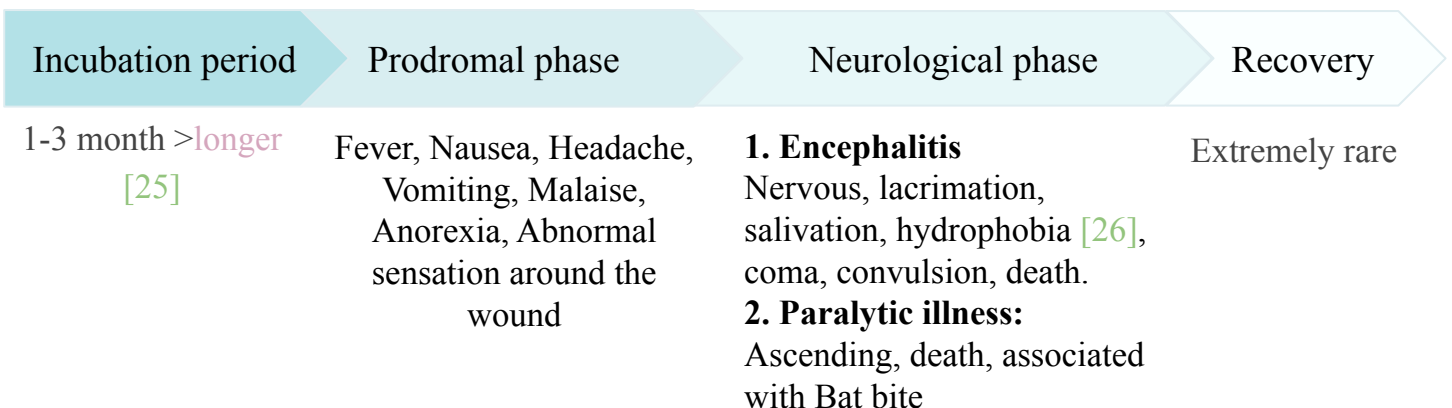 Incubation period
Prodromal phase
Neurological phase
Recovery
1-3 month >longer
[25]
Fever, Nausea, Headache,
Vomiting, Malaise,
Anorexia, Abnormal
sensation around the
wound
1. Encephalitis
Nervous, lacrimation,
salivation, hydrophobia [26],
coma, convulsion, death.
2. Paralytic illness:
Ascending, death, associated
with Bat bite
Extremely rare